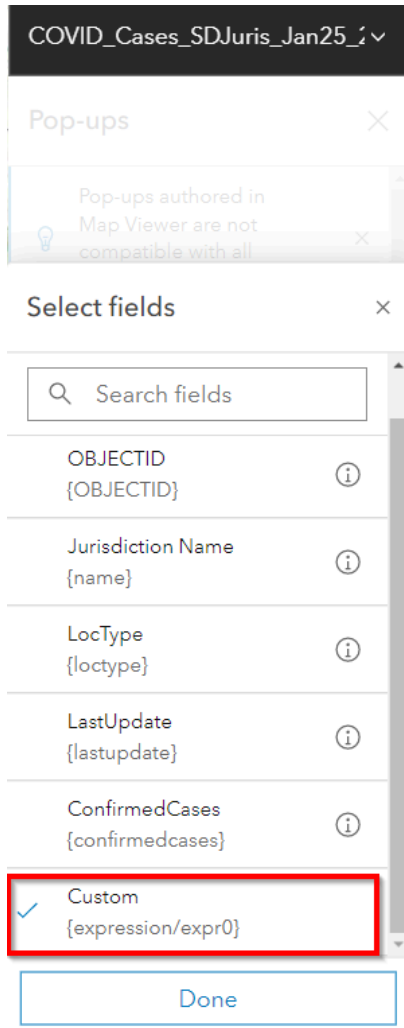 COVID_Cases_SDJuris_Jan25_2
Pop-ups
Pop-ups authored in
Map Viewer are not
compatible with all
Select fields
Search fields
OBJECTID
{OBJECTID}
Jurisdiction Name
{name}
LocType
{loctype}
LastUpdate
{lastupdate}
ConfirmedCases
{confirmedcases}
Custom
{expression/expr0}
Done